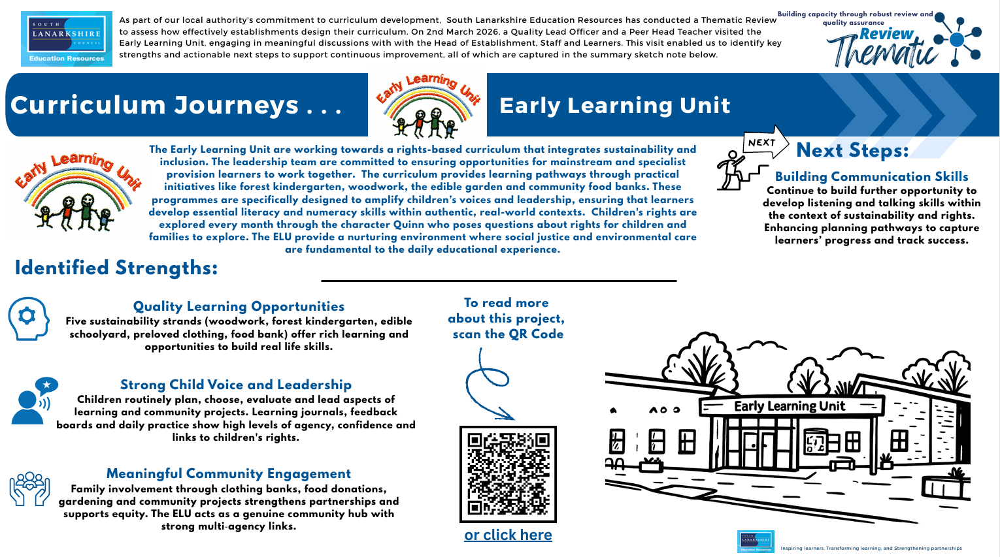 SOUTH
LANARKSHIRE
COUNCIL
Education Resources
As part of our local authority's commitment to curriculum development,  South Lanarkshire Education Resources has conducted a Thematic Review
to assess how effectively establishments design their curriculum. On 2nd March 2026, a Quality Lead Officer and a Peer Head Teacher visited the
Early Learning Unit, engaging in meaningful discussions with with the Head of Establishment, Staff and Learners. This visit enabled us to identify key
strengths and actionable next steps to support continuous improvement, all of which are captured in the summary sketch note below.
Building capacity through robust review and
quality assurance
Review
Thematic
Curriculum Journeys . . .
Early Learning Unit
Early Learning Unit
Early Learning Unit
The Early Learning Unit are working towards a rights-based curriculum that integrates sustainability and
inclusion. The leadership team are committed to ensuring opportunities for mainstream and specialist
provision learners to work together.  The curriculum provides learning pathways through practical
initiatives like forest kindergarten, woodwork, the edible garden and community food banks. These
programmes are specifically designed to amplify children's voices and leadership, ensuring that learners
develop essential literacy and numeracy skills within authentic, real-world contexts.  Children's rights are
explored every month through the character Quinn who poses questions about rights for children and
families to explore. The ELU provide a nurturing environment where social justice and environmental care
are fundamental to the daily educational experience.
NEXT
Next Steps:
Building Communication Skills
Continue to build further opportunity to
develop listening and talking skills within
the context of sustainability and rights.
Enhancing planning pathways to capture
learners' progress and track success.
Identified Strengths:
Quality Learning Opportunities
Five sustainability strands (woodwork, forest kindergarten, edible
schoolyard, preloved clothing, food bank) offer rich learning and
opportunities to build real life skills.
Strong Child Voice and Leadership
Children routinely plan, choose, evaluate and lead aspects of
learning and community projects. Learning journals, feedback
boards and daily practice show high levels of agency, confidence and
links to children's rights.
Meaningful Community Engagement
Family involvement through clothing banks, food donations,
gardening and community projects strengthens partnerships and
supports equity. The ELU acts as a genuine community hub with
strong multi-agency links.
To read more
about this project,
scan the QR Code
or click here
Early Learning Unit
SOUTH
LANARKSHIRE
COUNCIL
Education Resources
Inspiring learners, Transforming learning, and Strengthening partnerships